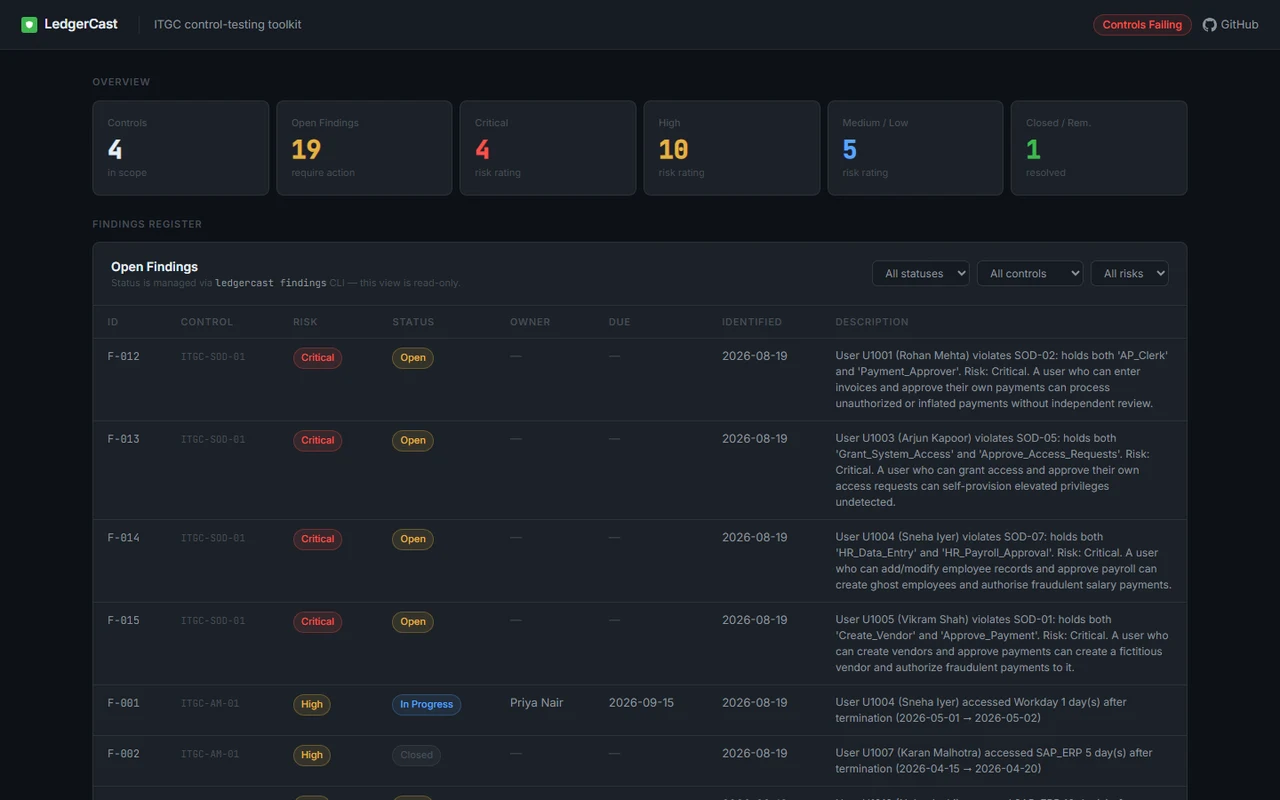 LedgerCast
ITGC control-testing toolkit
Controls Failing
GitHub
OVERVIEW
Controls
4
in scope
Open Findings
19
require action
Critical
4
risk rating
High
10
risk rating
Medium / Low
5
risk rating
Closed / Rem.
1
resolved
FINDINGS REGISTER
Open Findings
Status is managed via ledgercast findings CLI — this view is read-only.
All statuses
All controls
All risks
ID CONTROL RISK STATUS OWNER DUE IDENTIFIED DESCRIPTION
F-012 ITGC-SOD-01 Critical Open — — 2026-08-19 User U1001 (Rohan Mehta) violates SOD-02: holds both 'AP_Clerk'
and 'Payment_Approver'. Risk: Critical. A user who can enter
invoices and approve their own payments can process
unauthorized or inflated payments without independent review.
F-013 ITGC-SOD-01 Critical Open — — 2026-08-19 User U1003 (Arjun Kapoor) violates SOD-05: holds both
'Grant_System_Access' and 'Approve_Access_Requests'. Risk:
Critical. A user who can grant access and approve their own
access requests can self-provision elevated privileges
undetected.
F-014 ITGC-SOD-01 Critical Open — — 2026-08-19 User U1004 (Sneha Iyer) violates SOD-07: holds both
'HR_Data_Entry' and 'HR_Payroll_Approval'. Risk: Critical. A user
who can add/modify employee records and approve payroll can
create ghost employees and authorise fraudulent salary payments.
F-015 ITGC-SOD-01 Critical Open — — 2026-08-19 User U1005 (Vikram Shah) violates SOD-01: holds both
'Create_Vendor' and 'Approve_Payment'. Risk: Critical. A user who
can create vendors and approve payments can create a fictitious
vendor and authorize fraudulent payments to it.
F-001 ITGC-AM-01 High In Progress Priya Nair 2026-09-15 2026-08-19 User U1004 (Sneha Iyer) accessed Workday 1 day(s) after
termination (2026-05-01 → 2026-05-02)
F-002 ITGC-AM-01 High Closed — — 2026-08-19 User U1007 (Karan Malhotra) accessed SAP_ERP 5 day(s) after
termination (2026-04-15 → 2026-04-20)